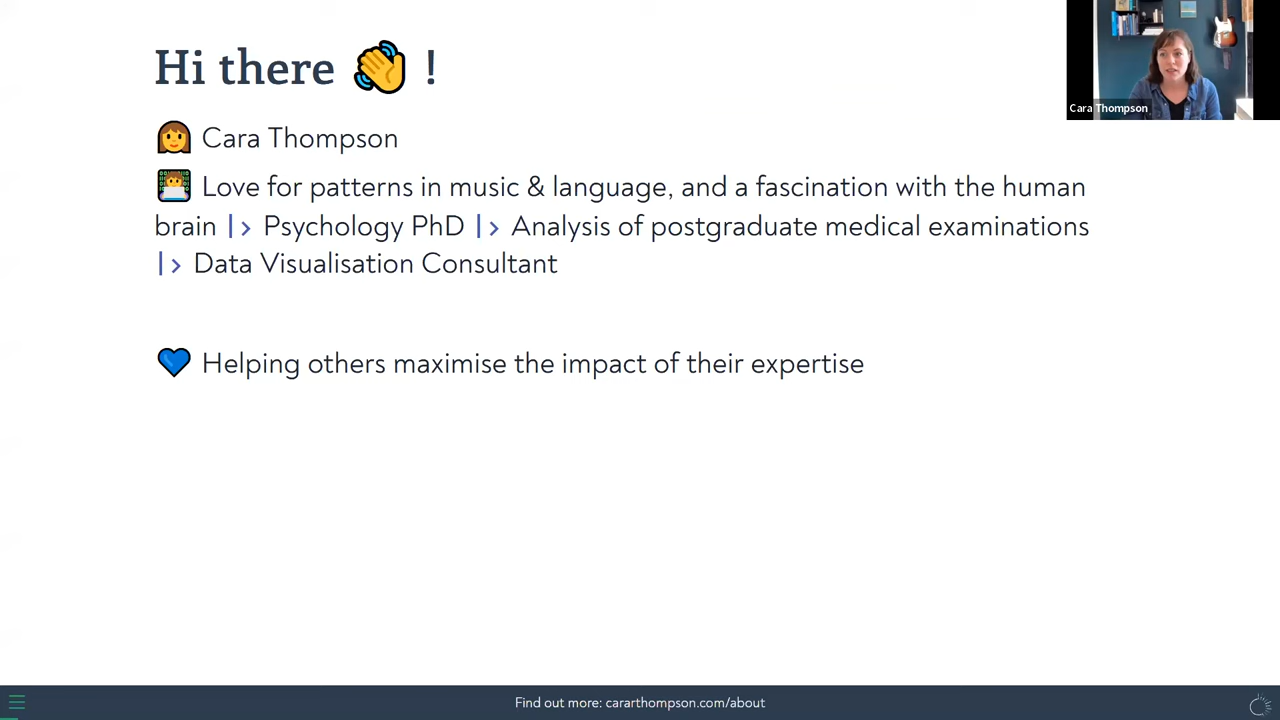 Hi there 👋 !
Cara Thompson
Cara Thompson
Love for patterns in music & language, and a fascination with the human
brain |> Psychology PhD |> Analysis of postgraduate medical examinations
|> Data Visualisation Consultant
Helping others maximise the impact of their expertise
Find out more: cararthompson.com/about